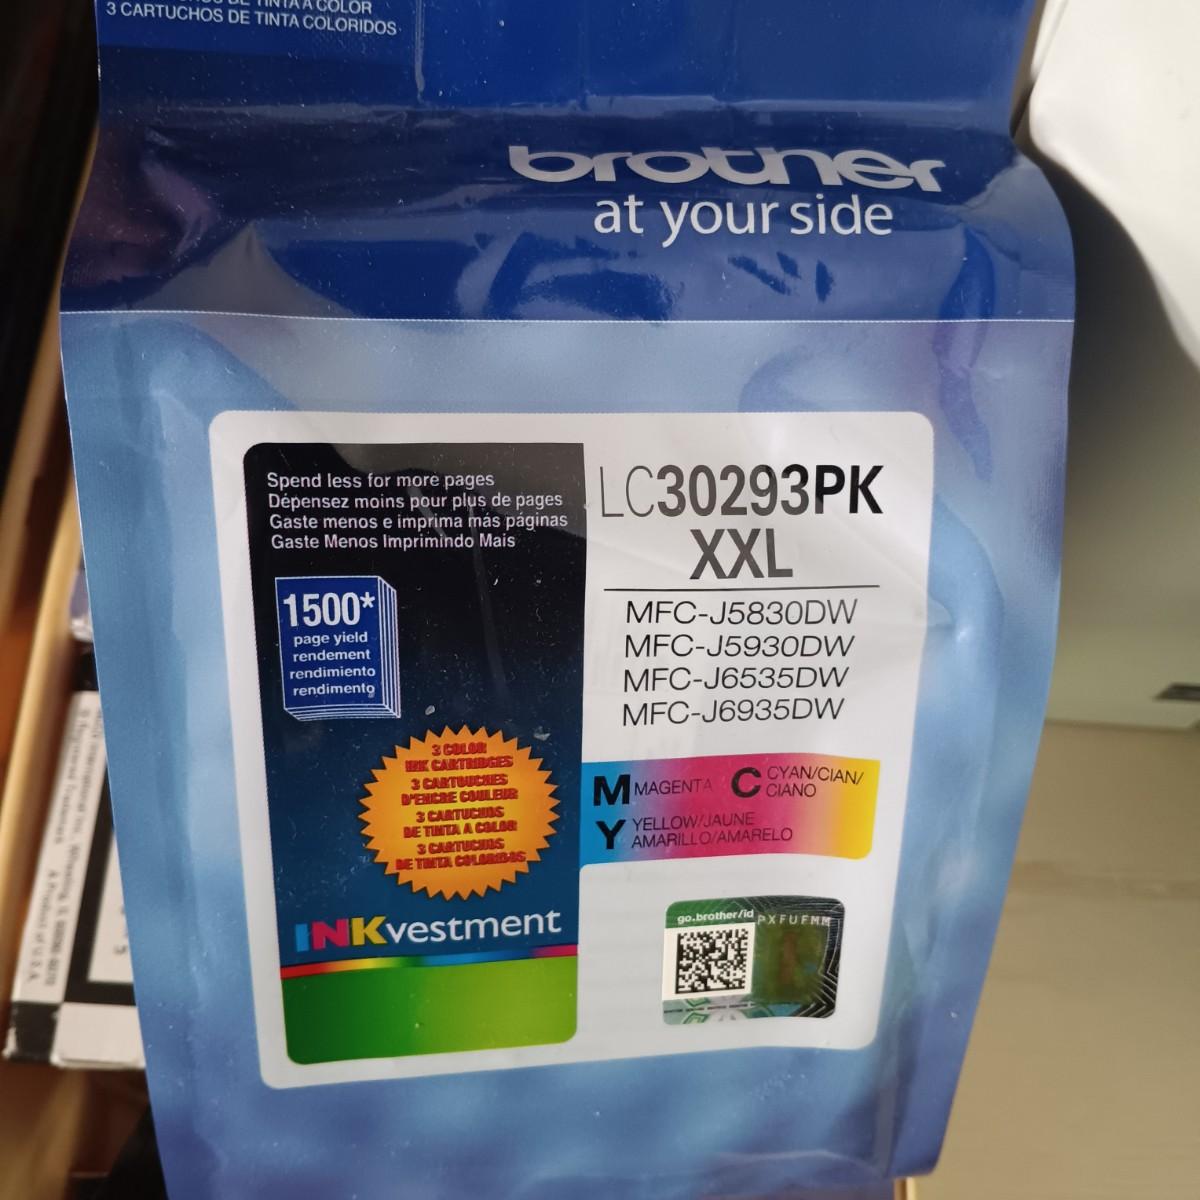 3 CARTUCHOS DE TINTA COLORIDOS
brother
at your side
Spend less for more pages
Dépensez moins pour plus de pages
Gaste menos e imprima más páginas
Gaste Menos Imprimindo Mais
1500*
page yield
rendement
rendimiento
rendimento
3 COLOR
INK CARTRIDGES
3 CARTOUCHES
D'ENCRE COULEUR
3 CARTUCHOS
DE TINTA A COLOR
3 CARTUCHOS
DE TINTA COLORIDOS
INKvestment
LC30293PK
XXL
MFC-J5830DW
MFC-J5930DW
MFC-J6535DW
MFC-J6935DW
M MAGENTA C CYAN/CIAN/
CIANO
Y YELLOW/JAUNE
AMARILLO/AMARELO
go.brother/id
PXFUFMM
A Product of U.S.A.